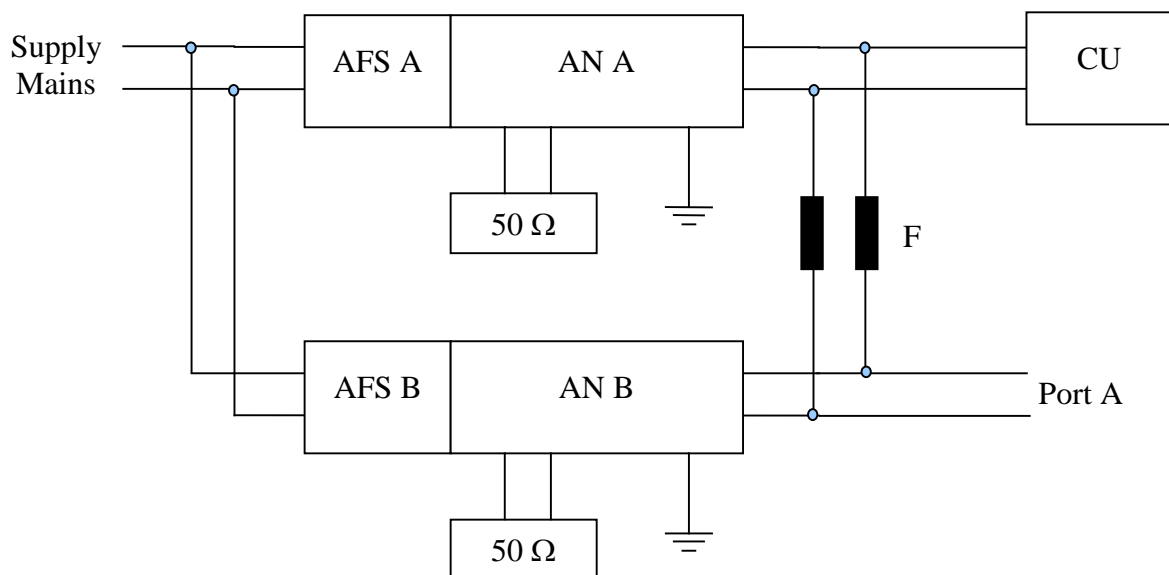 Supply
Mains
AFS A
AN A
CU
50 Ω
F
AFS B
AN B
Port A
50 Ω